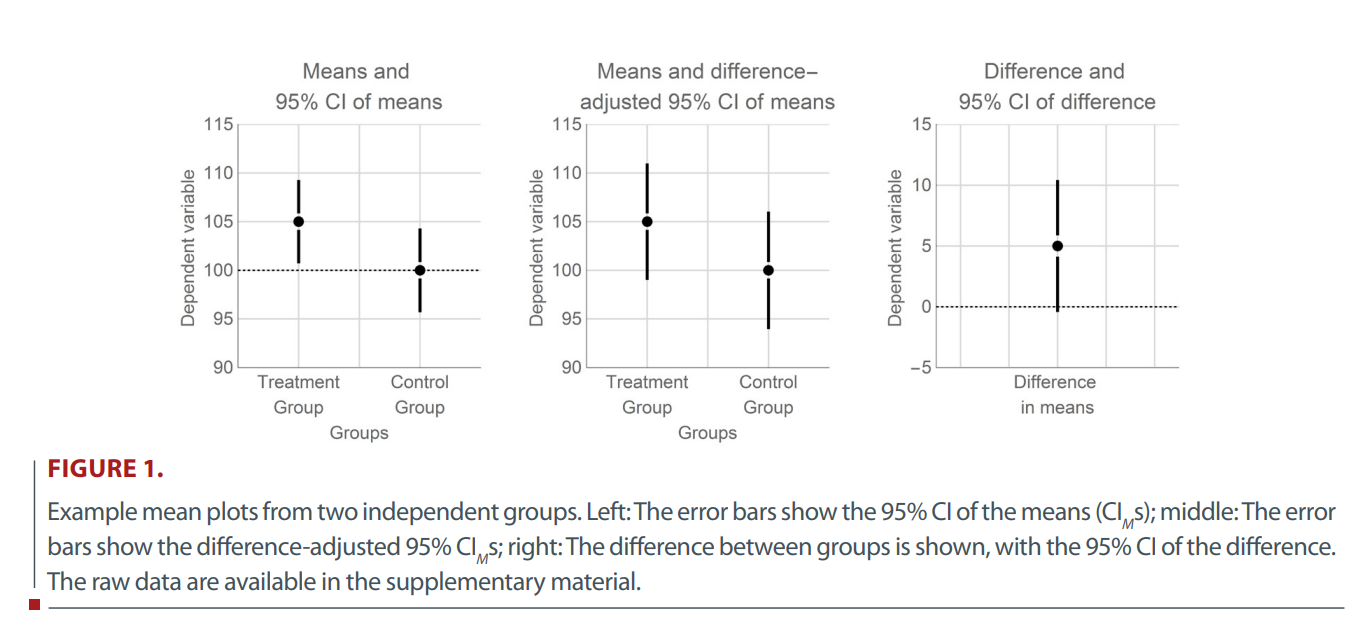 Means and
95% CI of means
115
110
105
100
95
90
Dependent variable
Treatment
Group
Control
Group
Groups
Means and difference–
adjusted 95% CI of means
115
110
105
100
95
90
Dependent variable
Treatment
Group
Control
Group
Groups
Difference and
95% CI of difference
15
10
5
0
−5
Dependent variable
Difference
in means
FIGURE 1.
Example mean plots from two independent groups. Left: The error bars show the 95% CI of the means (CIMs); middle: The error
bars show the difference-adjusted 95% CIMs; right: The difference between groups is shown, with the 95% CI of the difference.
The raw data are available in the supplementary material.